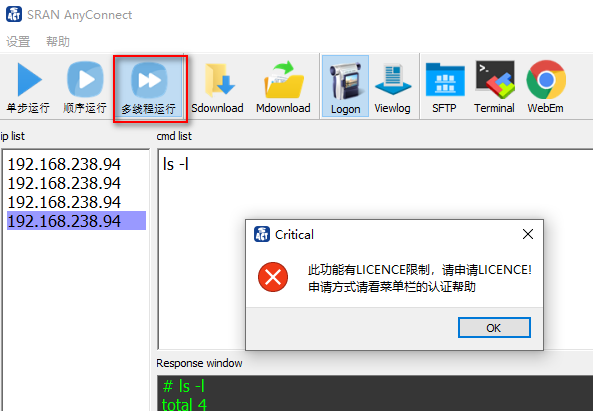 SRAN AnyConnect
设置 帮助
单步运行 顺序运行 多线程运行 Sdownload Mdownload Logon Viewlog SFTP Terminal WebEm
ip list
cmd list
192.168.238.94
192.168.238.94
192.168.238.94
192.168.238.94
ls -l
Critical
此功能有LICENCE限制，请申请LICENCE!
申请方式请看菜单栏的认证帮助
OK
Response window
# ls -l
total 4